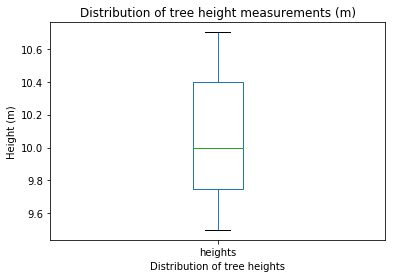 Distribution of tree height measurements (m)
10.6
10.4
10.2
10.0
9.8
9.6
Height (m)
heights
Distribution of tree heights